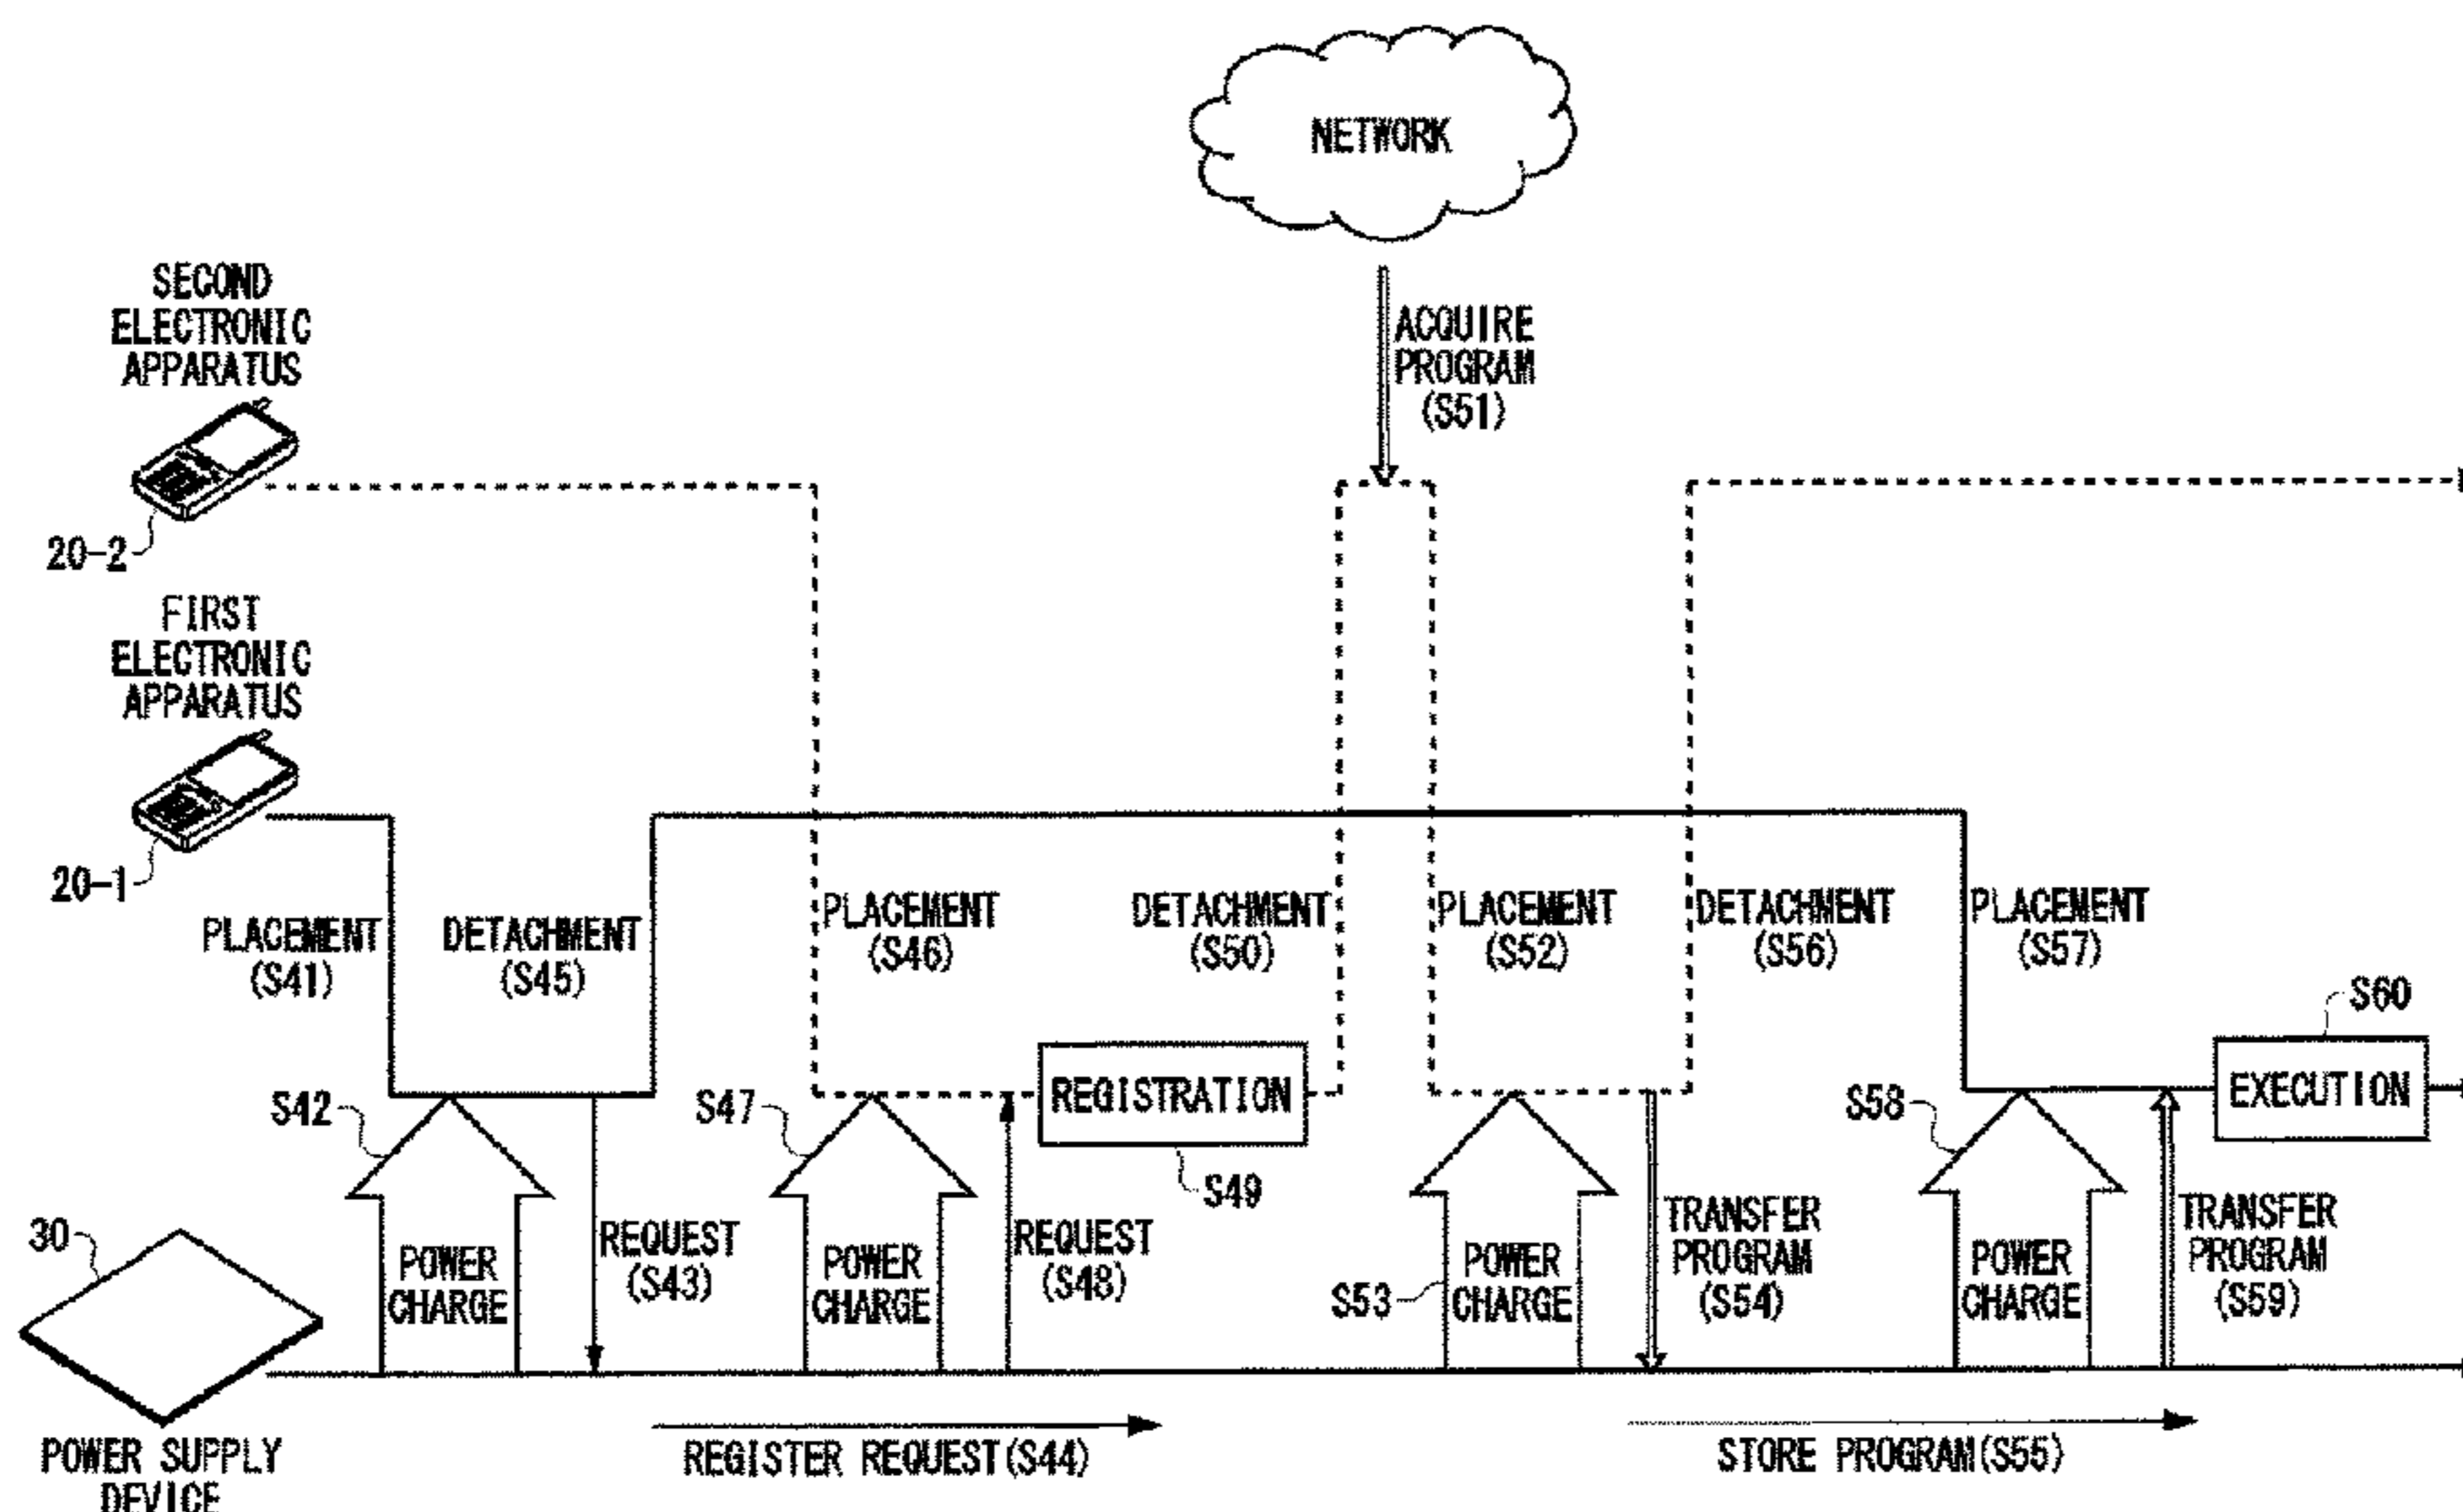 NETWORK
SECOND
ELECTRONIC
APPARATUS
20-2
ACQUIRE
PROGRAM
(S51)
FIRST
ELECTRONIC
APPARATUS
20-1
PLACEMENT
(S41)
DETACHMENT
(S45)
PLACEMENT
(S46)
DETACHMENT
(S50)
PLACEMENT
(S52)
DETACHMENT
(S56)
PLACEMENT
(S57)
S42
S47
REGISTRATION
S49
S58
S60
EXECUTION
30
POWER
CHARGE
REQUEST
(S43)
POWER
CHARGE
REQUEST
(S48)
S53
POWER
CHARGE
TRANSFER
PROGRAM
(S54)
POWER
CHARGE
TRANSFER
PROGRAM
(S59)
POWER SUPPLY
DEVICE
REGISTER REQUEST(S44)
STORE PROGRAM(S55)